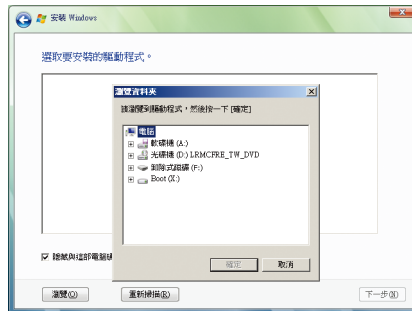 安裝 Windows
選取要安裝的驅動程式。
瀏覽資料夾
請瀏覽到驅動程式，然後按一下 [確定]
電腦
軟碟機 (A:)
光碟機 (D:) LRMCFRE_TW_DVD
卸除式磁碟 (F:)
Boot (X:)
隱藏與這部電腦硬
確定
取消
瀏覽(O)
重新掃描(R)
下一步(N)